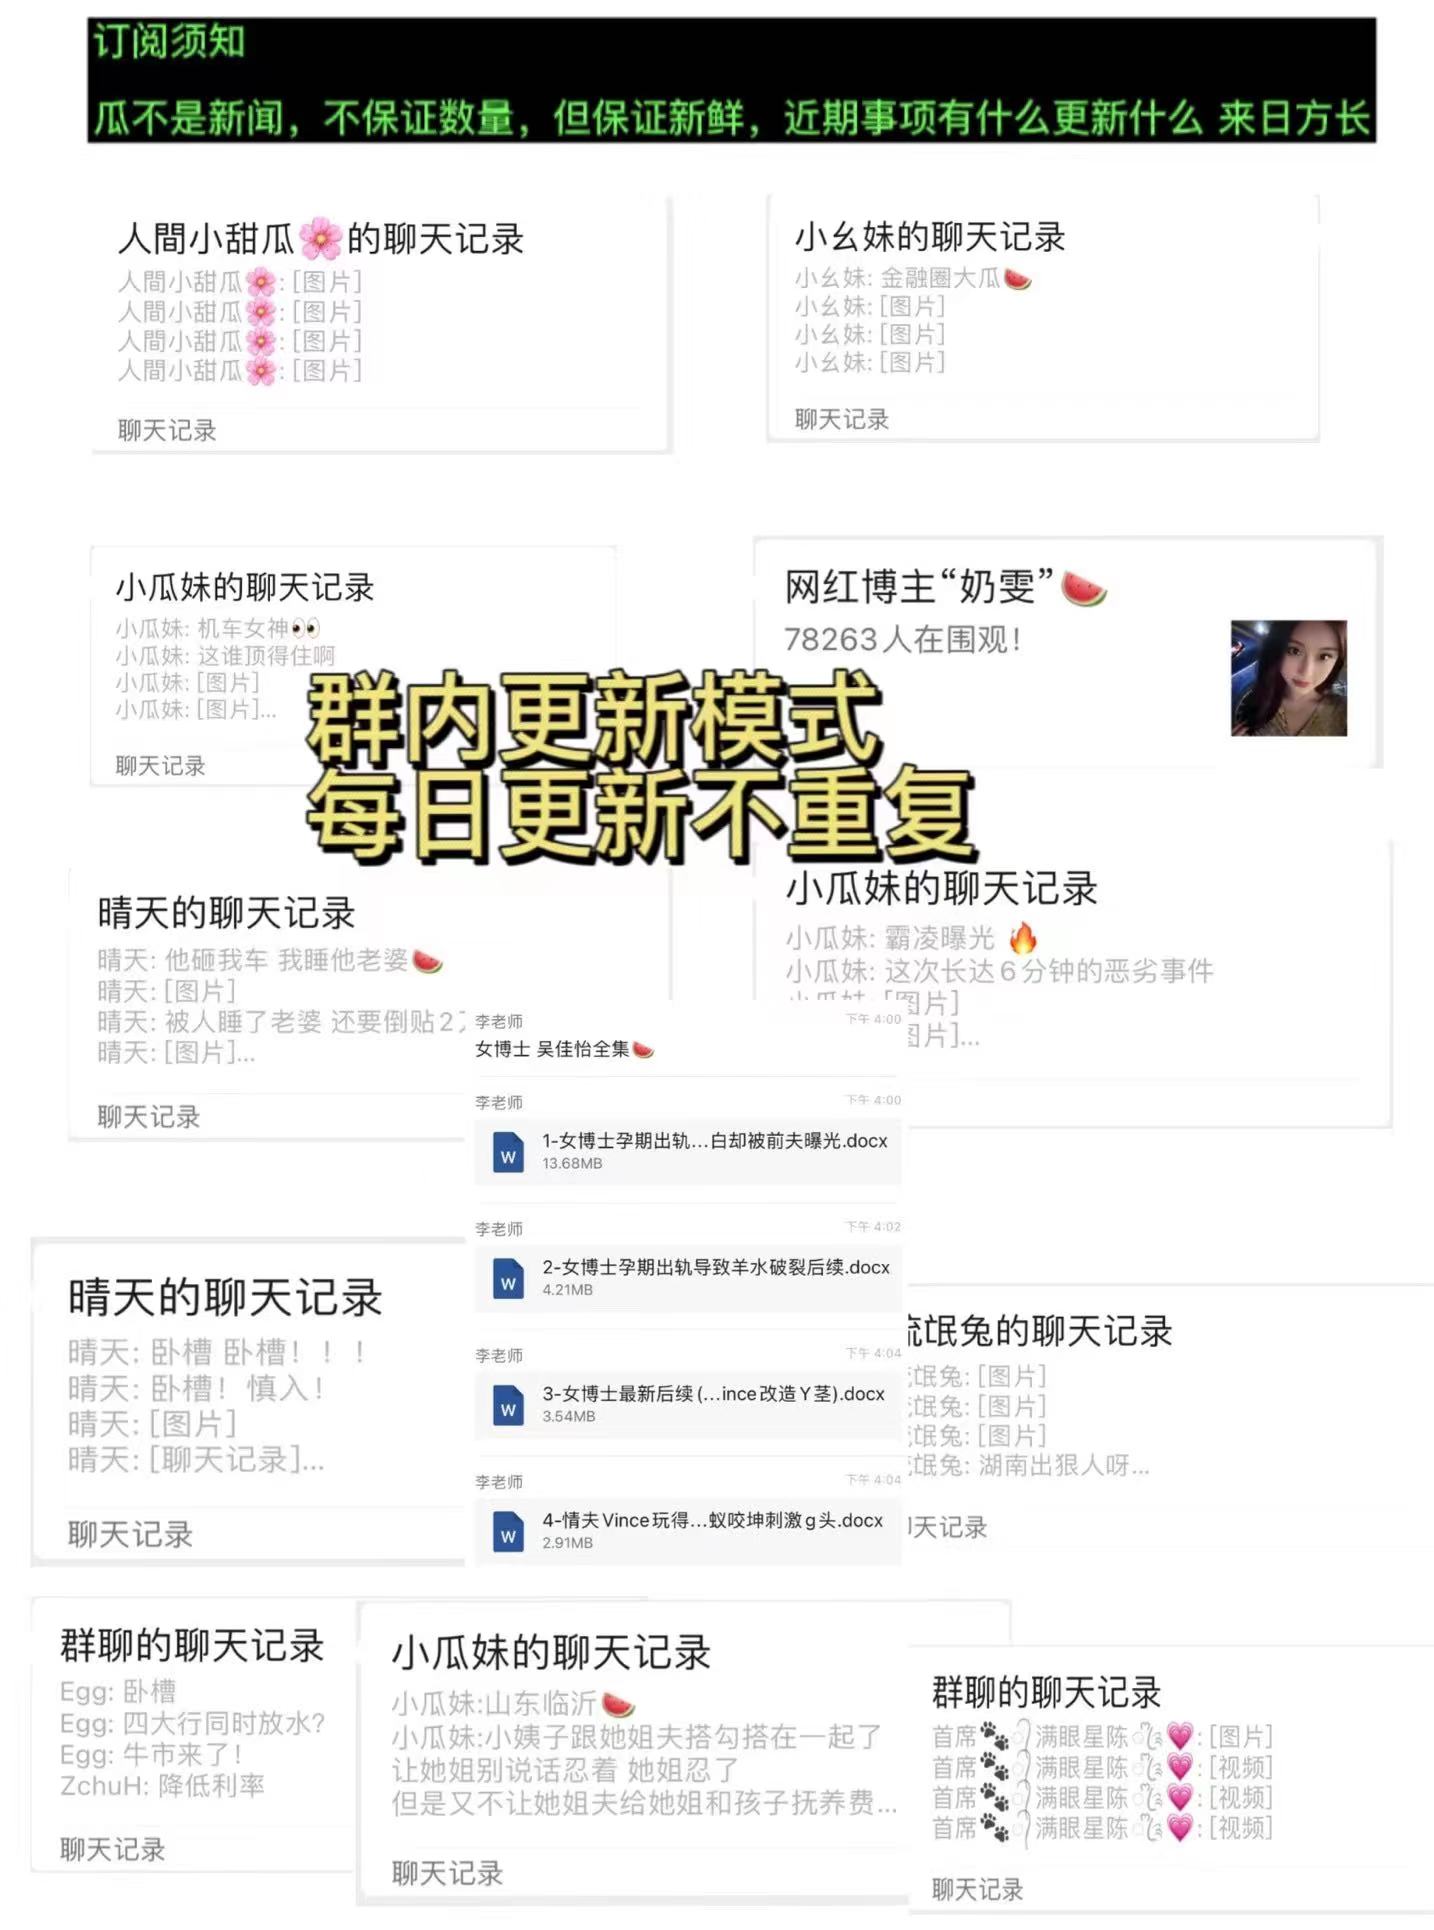 订阅须知
瓜不是新闻，不保证数量，但保证新鲜，近期事项有什么更新什么 来日方长
人間小甜瓜🌸的聊天记录
人間小甜瓜🌸: [图片]
人間小甜瓜🌸: [图片]
人間小甜瓜🌸: [图片]
人間小甜瓜🌸: [图片]
聊天记录
小幺妹的聊天记录
小幺妹: 金融圈大瓜🍉
小幺妹: [图片]
小幺妹: [图片]
小幺妹: [图片]
聊天记录
小瓜妹的聊天记录
小瓜妹: 机车女神👀
小瓜妹: 这谁顶得住啊
小瓜妹: [图片]
小瓜妹: [图片]...
聊天记录
网红博主“奶雯”🍉
78263人在围观！
群内更新模式
每日更新不重复
晴天的聊天记录
晴天: 他砸我车 我睡他老婆🍉
晴天: [图片]
晴天: 被人睡了老婆 还要倒贴2
晴天: [图片]...
聊天记录
小瓜妹的聊天记录
小瓜妹: 霸凌曝光 🔥
小瓜妹: 这次长达6分钟的恶劣事件
小瓜妹: [图片]
图片]...
李老师 下午 4:00
女博士 吴佳怡全集🍉
李老师 下午 4:00
1-女博士孕期出轨...白却被前夫曝光.docx
13.68MB
李老师 下午 4:02
2-女博士孕期出轨导致羊水破裂后续.docx
4.21MB
李老师 下午 4:04
3-女博士最新后续(...ince改造Y茎).docx
3.54MB
李老师 下午 4:04
4-情夫Vince玩得...蚁咬坤刺激g头.docx
2.91MB
晴天的聊天记录
晴天: 卧槽 卧槽！！！
晴天: 卧槽！慎入！
晴天: [图片]
晴天: [聊天记录]...
聊天记录
氓兔的聊天记录
氓兔: [图片]
氓兔: [图片]
氓兔: [图片]
氓兔: 湖南出狠人呀...
天记录
群聊的聊天记录
Egg: 卧槽
Egg: 四大行同时放水?
Egg: 牛市来了！
ZchuH: 降低利率
聊天记录
小瓜妹的聊天记录
小瓜妹:山东临沂🍉
小瓜妹:小姨子跟她姐夫搭勾搭在一起了
让她姐别说话忍着 她姐忍了
但是又不让她姐夫给她姐和孩子抚养费...
聊天记录
群聊的聊天记录
首席🐾满眼星陈💗: [图片]
首席🐾满眼星陈💗: [视频]
首席🐾满眼星陈💗: [视频]
首席🐾满眼星陈💗: [视频]
聊天记录